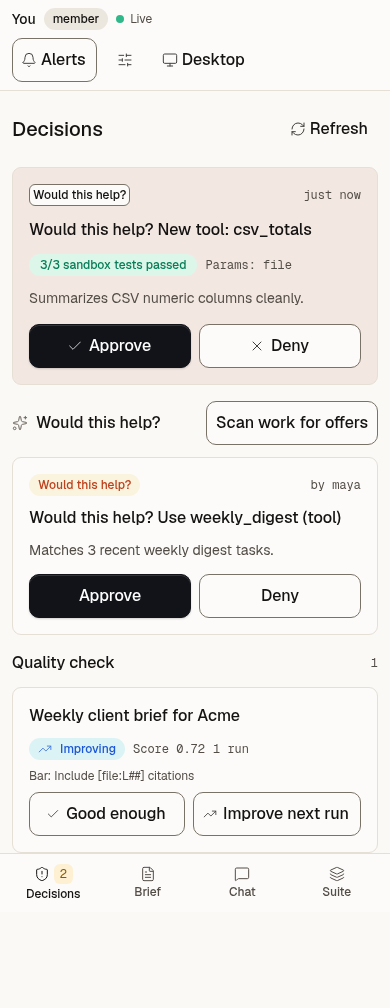 You member Live
Alerts Desktop
Decisions Refresh
Would this help? just now
Would this help? New tool: csv_totals
3/3 sandbox tests passed Params: file
Summarizes CSV numeric columns cleanly.
Approve Deny
Would this help? Scan work for offers
Would this help? by maya
Would this help? Use weekly_digest (tool)
Matches 3 recent weekly digest tasks.
Approve Deny
Quality check 1
Weekly client brief for Acme
Improving Score 0.72 1 run
Bar: Include [file:L##] citations
Good enough Improve next run
2
Decisions Brief Chat Suite